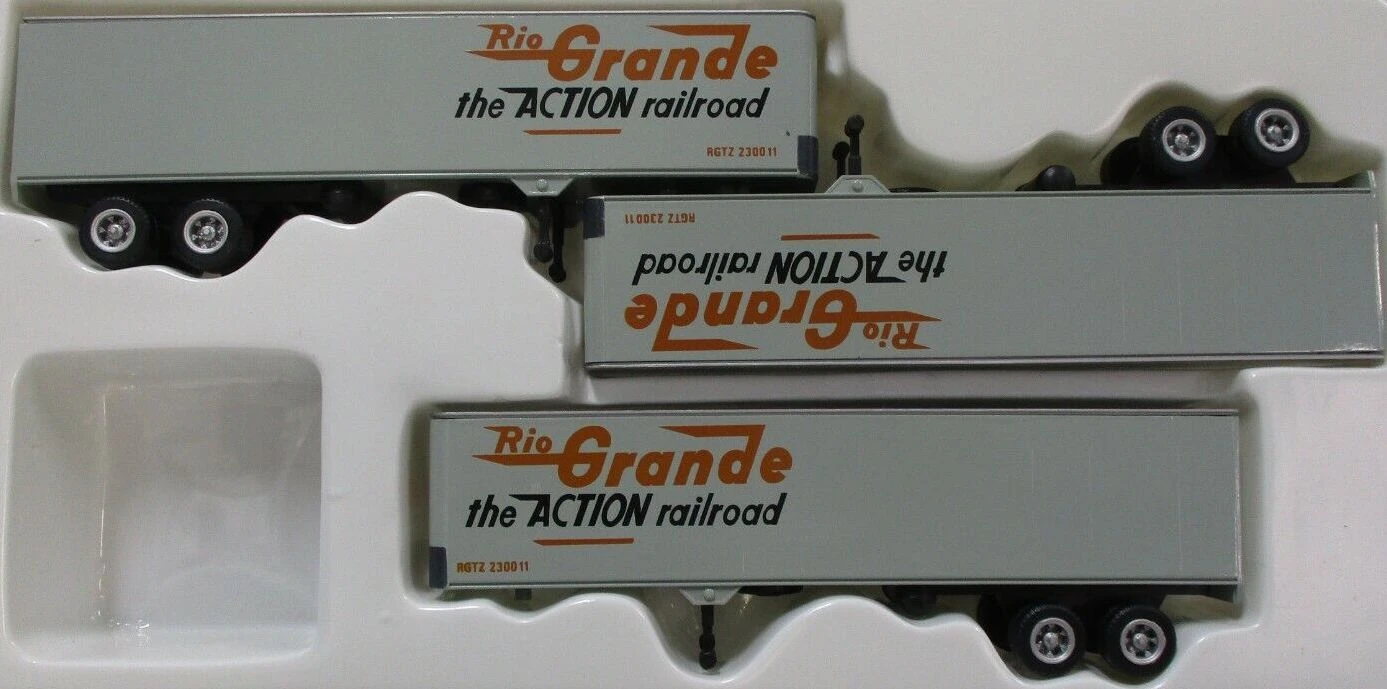 Rio Grande
the ACTION railroad
RGTZ 230011
RGTZ 230011
the ACTION railroad
Rio Grande
Rio Grande
the ACTION railroad
RGTZ 230011